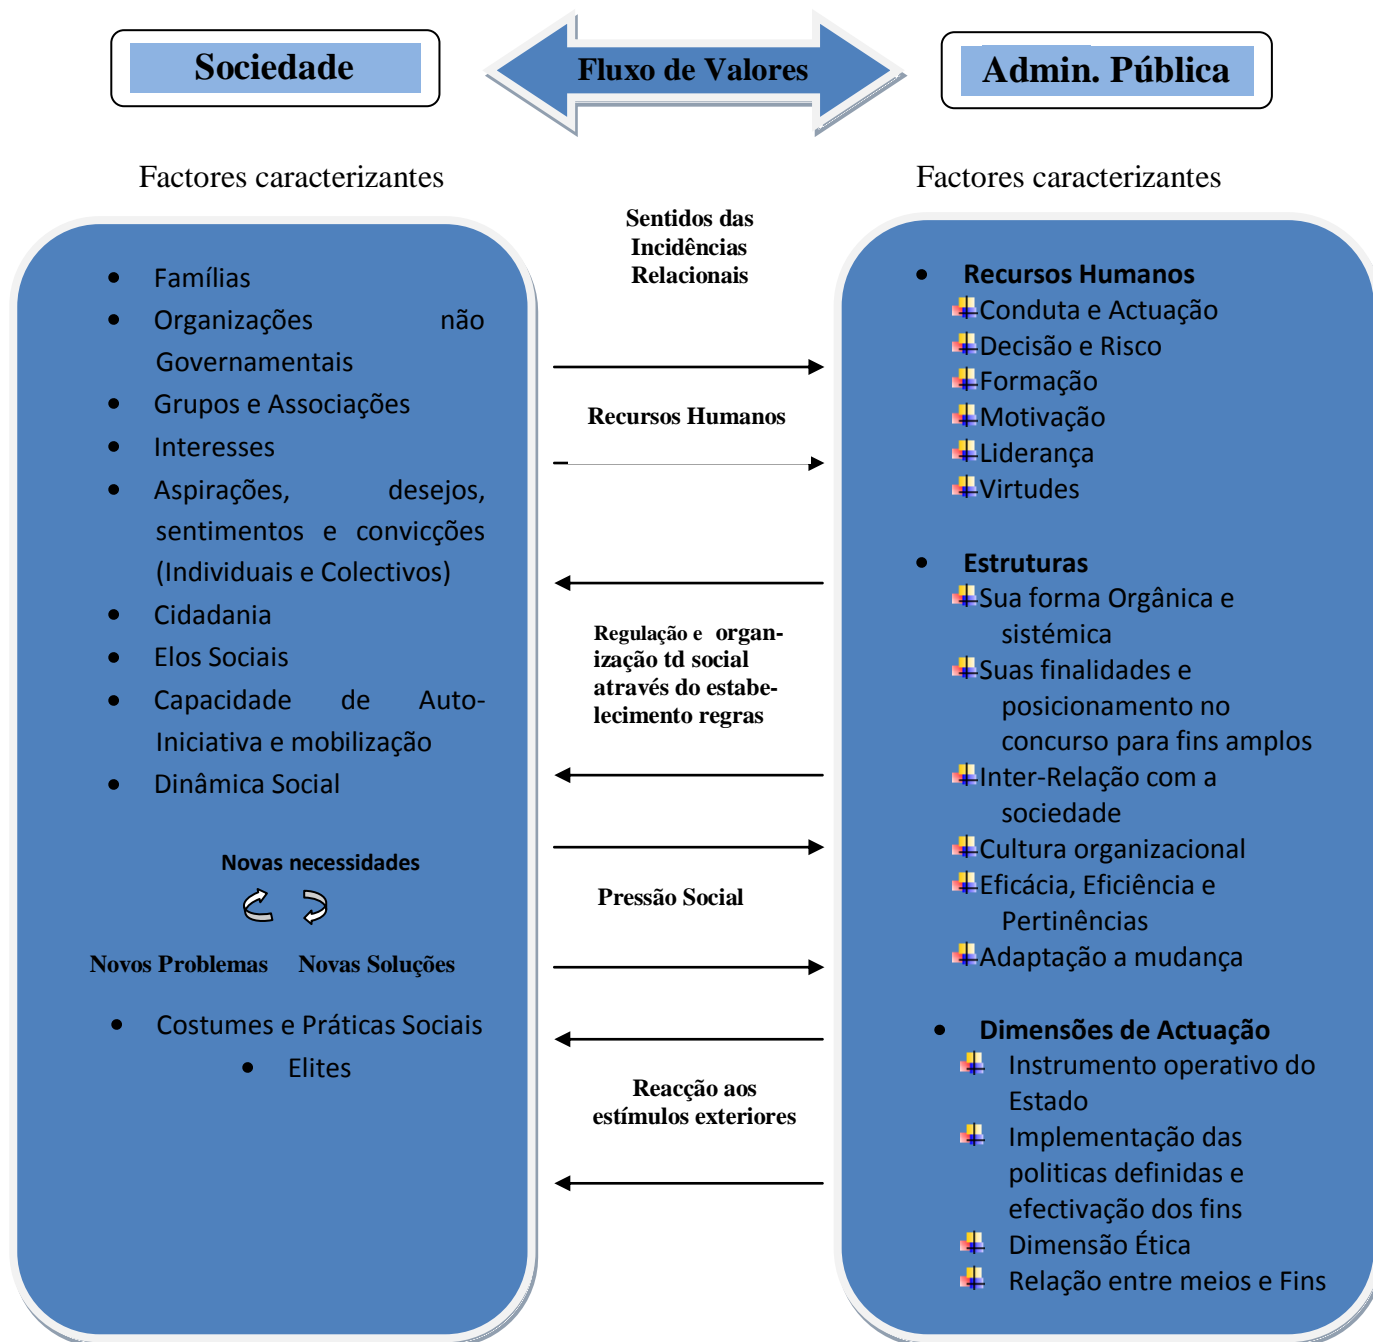 Sociedade
Fluxo de Valores
Admin. Pública
Factores caracterizantes
Factores caracterizantes
Famílias
Organizações não
Governamentais
Grupos e Associações
Interesses
Aspirações, desejos,
sentimentos e convicções
(Individuais e Colectivos)
Cidadania
Elos Sociais
Capacidade de Auto-
Iniciativa e mobilização
Dinâmica Social
Novas necessidades
Novos Problemas Novas Soluções
Costumes e Práticas Sociais
Elites
Sentidos das
Incidências
Relacionais
Recursos Humanos
Regulação e organ-
ização td social
através do estabe-
lecimento regras
Pressão Social
Reacção aos
estímulos exteriores
Recursos Humanos
Conduta e Actuação
Decisão e Risco
Formação
Motivação
Liderança
Virtudes
Estruturas
Sua forma Orgânica e
sistémica
Suas finalidades e
posicionamento no
concurso para fins amplos
Inter-Relação com a
sociedade
Cultura organizacional
Eficácia, Eficiência e
Pertinências
Adaptação a mudança
Dimensões de Actuação
Instrumento operativo do
Estado
Implementação das
politicas definidas e
efectivação dos fins
Dimensão Ética
Relação entre meios e Fins